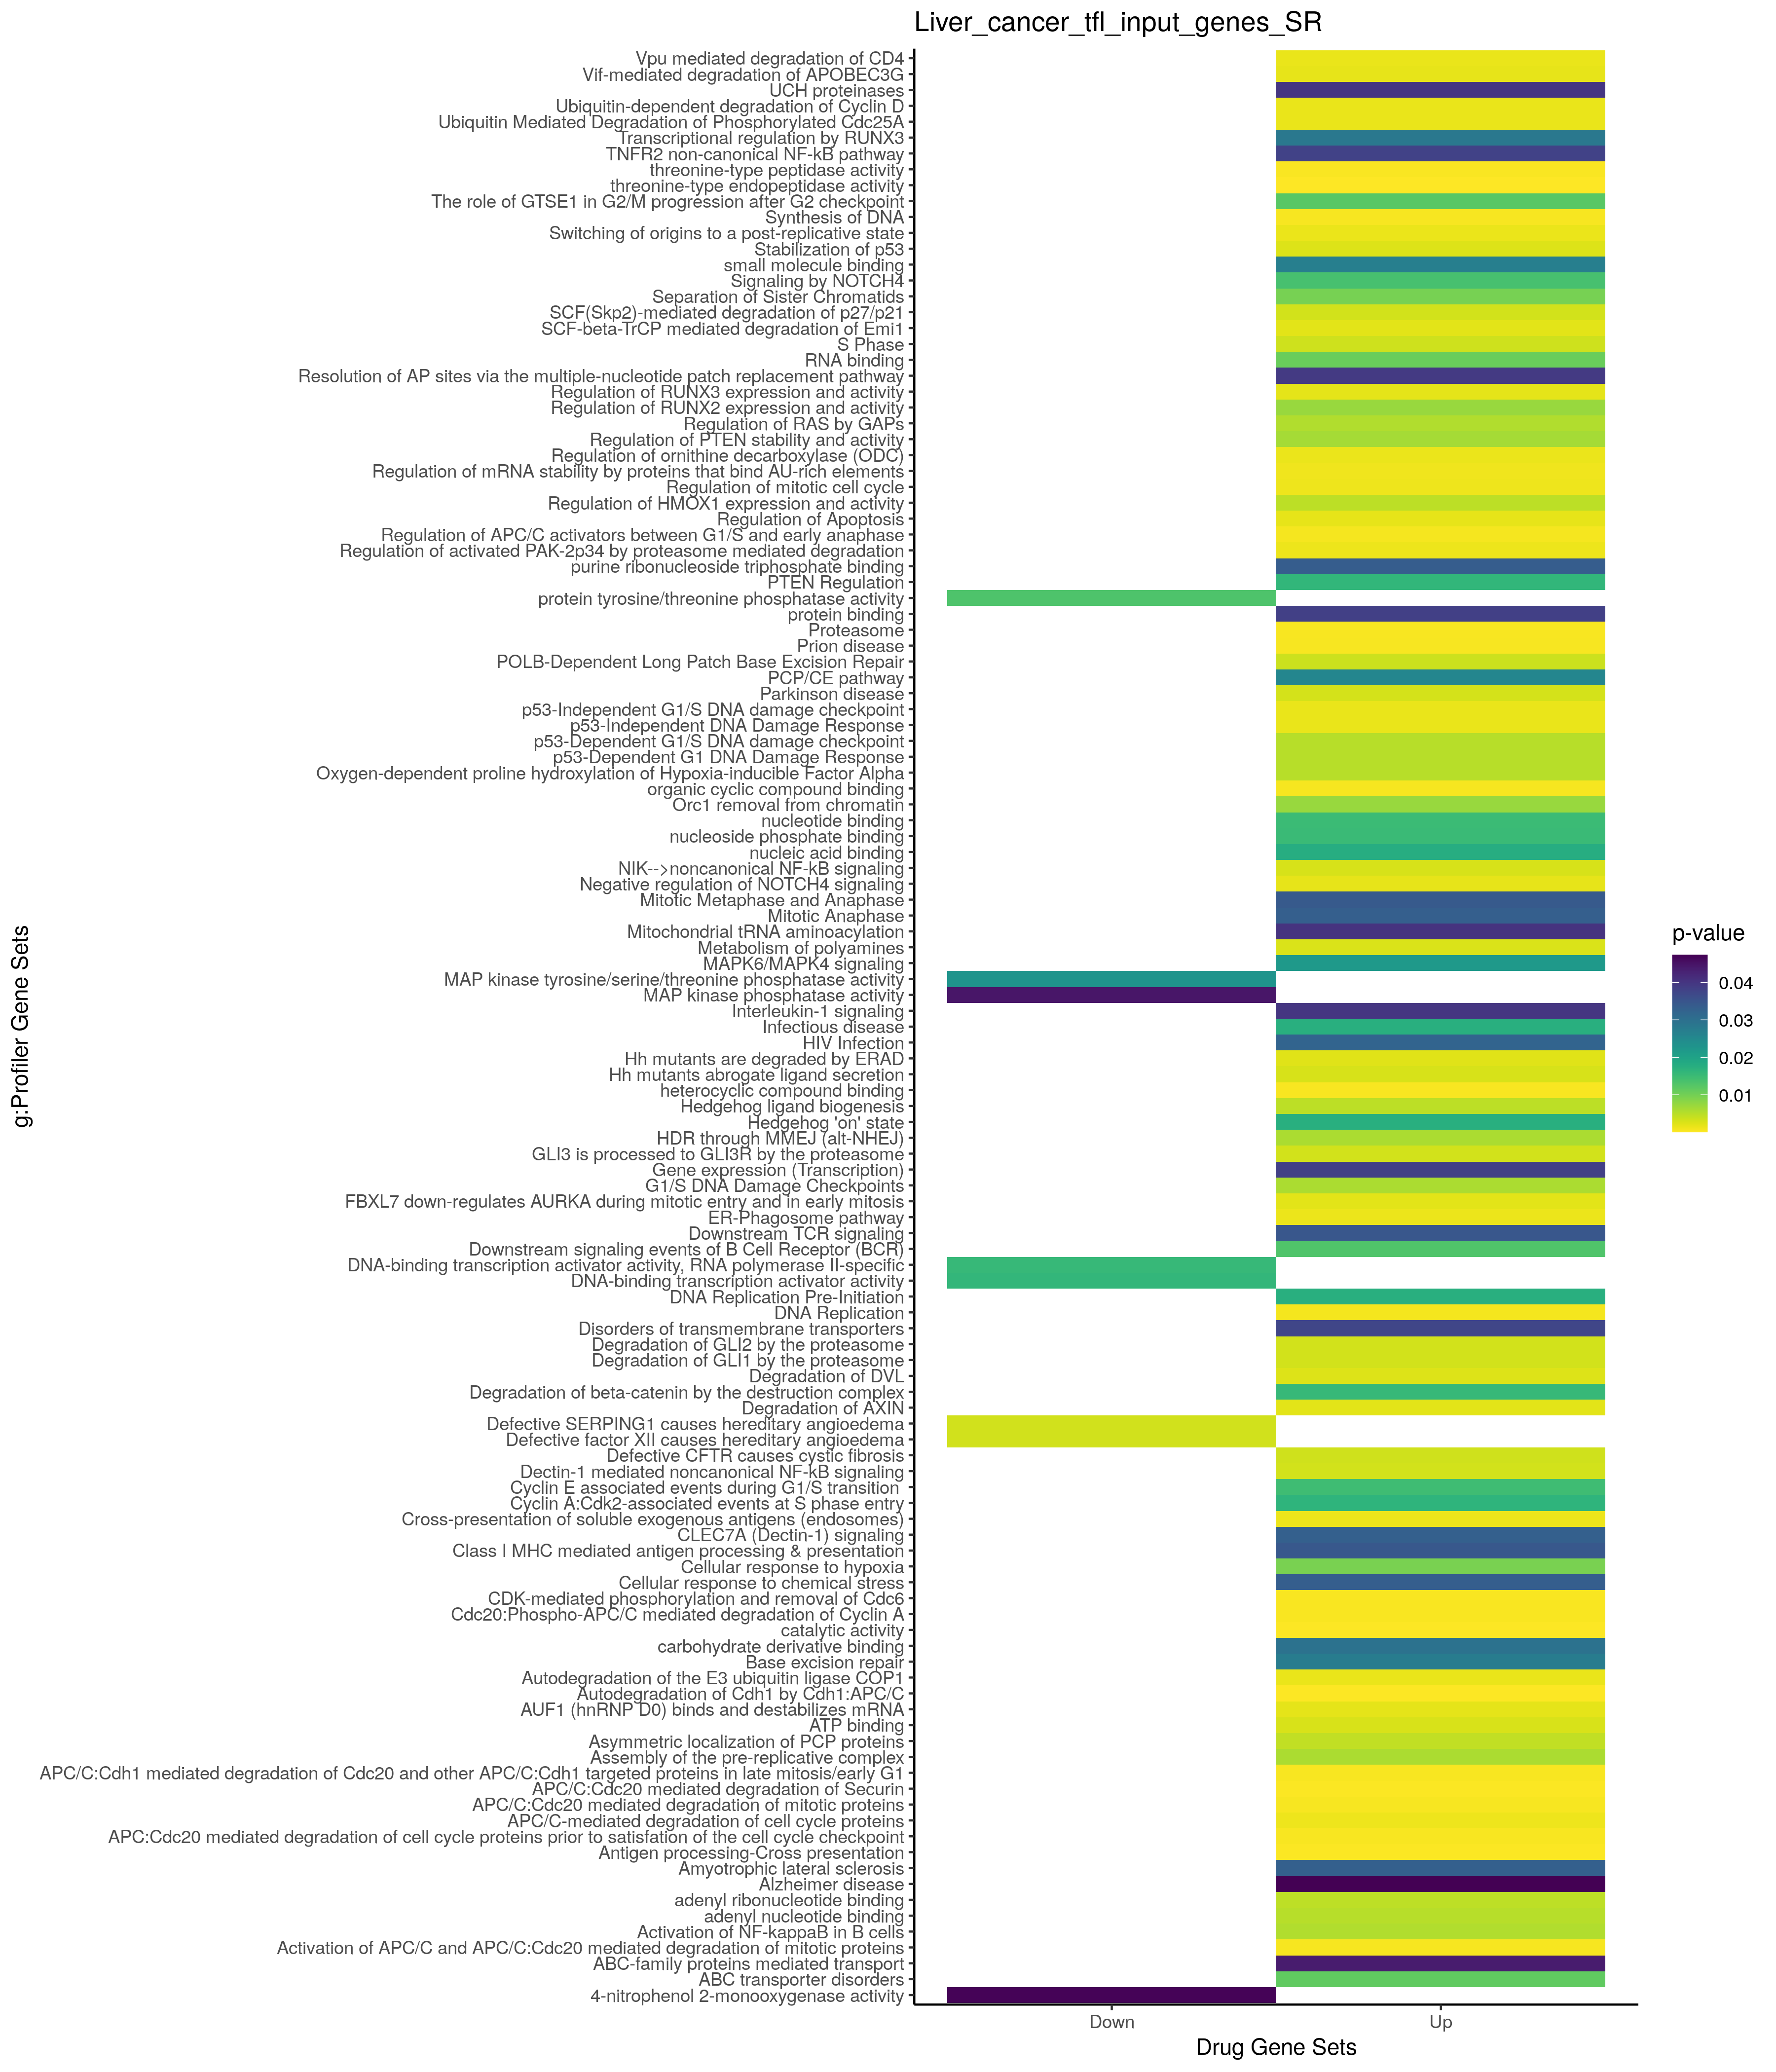 Liver_cancer_tfl_input_genes_SR
Vpu mediated degradation of CD4
Vif-mediated degradation of APOBEC3G
UCH proteinases
Ubiquitin-dependent degradation of Cyclin D
Ubiquitin Mediated Degradation of Phosphorylated Cdc25A
Transcriptional regulation by RUNX3
TNFR2 non-canonical NF-kB pathway
threonine-type peptidase activity
threonine-type endopeptidase activity
The role of GTSE1 in G2/M progression after G2 checkpoint
Synthesis of DNA
Switching of origins to a post-replicative state
Stabilization of p53
small molecule binding
Signaling by NOTCH4
Separation of Sister Chromatids
SCF(Skp2)-mediated degradation of p27/p21
SCF-beta-TrCP mediated degradation of Emi1
S Phase
RNA binding
Resolution of AP sites via the multiple-nucleotide patch replacement pathway
Regulation of RUNX3 expression and activity
Regulation of RUNX2 expression and activity
Regulation of RAS by GAPs
Regulation of PTEN stability and activity
Regulation of ornithine decarboxylase (ODC)
Regulation of mRNA stability by proteins that bind AU-rich elements
Regulation of mitotic cell cycle
Regulation of HMOX1 expression and activity
Regulation of Apoptosis
Regulation of APC/C activators between G1/S and early anaphase
Regulation of activated PAK-2p34 by proteasome mediated degradation
purine ribonucleoside triphosphate binding
PTEN Regulation
protein tyrosine/threonine phosphatase activity
protein binding
Proteasome
Prion disease
POLB-Dependent Long Patch Base Excision Repair
PCP/CE pathway
Parkinson disease
p53-Independent G1/S DNA damage checkpoint
p53-Independent DNA Damage Response
p53-Dependent G1/S DNA damage checkpoint
p53-Dependent G1 DNA Damage Response
Oxygen-dependent proline hydroxylation of Hypoxia-inducible Factor Alpha
organic cyclic compound binding
Orc1 removal from chromatin
nucleotide binding
nucleoside phosphate binding
nucleic acid binding
NIK-->noncanonical NF-kB signaling
Negative regulation of NOTCH4 signaling
Mitotic Metaphase and Anaphase
Mitotic Anaphase
Mitochondrial tRNA aminoacylation
Metabolism of polyamines
MAPK6/MAPK4 signaling
MAP kinase tyrosine/serine/threonine phosphatase activity
MAP kinase phosphatase activity
Interleukin-1 signaling
Infectious disease
HIV Infection
Hh mutants are degraded by ERAD
Hh mutants abrogate ligand secretion
heterocyclic compound binding
Hedgehog ligand biogenesis
Hedgehog 'on' state
HDR through MMEJ (alt-NHEJ)
GLI3 is processed to GLI3R by the proteasome
Gene expression (Transcription)
G1/S DNA Damage Checkpoints
FBXL7 down-regulates AURKA during mitotic entry and in early mitosis
ER-Phagosome pathway
Downstream TCR signaling
Downstream signaling events of B Cell Receptor (BCR)
DNA-binding transcription activator activity, RNA polymerase II-specific
DNA-binding transcription activator activity
DNA Replication Pre-Initiation
DNA Replication
Disorders of transmembrane transporters
Degradation of GLI2 by the proteasome
Degradation of GLI1 by the proteasome
Degradation of DVL
Degradation of beta-catenin by the destruction complex
Degradation of AXIN
Defective SERPING1 causes hereditary angioedema
Defective factor XII causes hereditary angioedema
Defective CFTR causes cystic fibrosis
Dectin-1 mediated noncanonical NF-kB signaling
Cyclin E associated events during G1/S transition
Cyclin A:Cdk2-associated events at S phase entry
Cross-presentation of soluble exogenous antigens (endosomes)
CLEC7A (Dectin-1) signaling
Class I MHC mediated antigen processing & presentation
Cellular response to hypoxia
Cellular response to chemical stress
CDK-mediated phosphorylation and removal of Cdc6
Cdc20:Phospho-APC/C mediated degradation of Cyclin A
catalytic activity
carbohydrate derivative binding
Base excision repair
Autodegradation of the E3 ubiquitin ligase COP1
Autodegradation of Cdh1 by Cdh1:APC/C
AUF1 (hnRNP D0) binds and destabilizes mRNA
ATP binding
Asymmetric localization of PCP proteins
Assembly of the pre-replicative complex
APC/C:Cdh1 mediated degradation of Cdc20 and other APC/C:Cdh1 targeted proteins in late mitosis/early G1
APC/C:Cdc20 mediated degradation of Securin
APC/C:Cdc20 mediated degradation of mitotic proteins
APC/C-mediated degradation of cell cycle proteins
APC:Cdc20 mediated degradation of cell cycle proteins prior to satisfation of the cell cycle checkpoint
Antigen processing-Cross presentation
Amyotrophic lateral sclerosis
Alzheimer disease
adenyl ribonucleotide binding
adenyl nucleotide binding
Activation of NF-kappaB in B cells
Activation of APC/C and APC/C:Cdc20 mediated degradation of mitotic proteins
ABC-family proteins mediated transport
ABC transporter disorders
4-nitrophenol 2-monooxygenase activity
g:Profiler Gene Sets
Down
Up
Drug Gene Sets
p-value
0.04
0.03
0.02
0.01